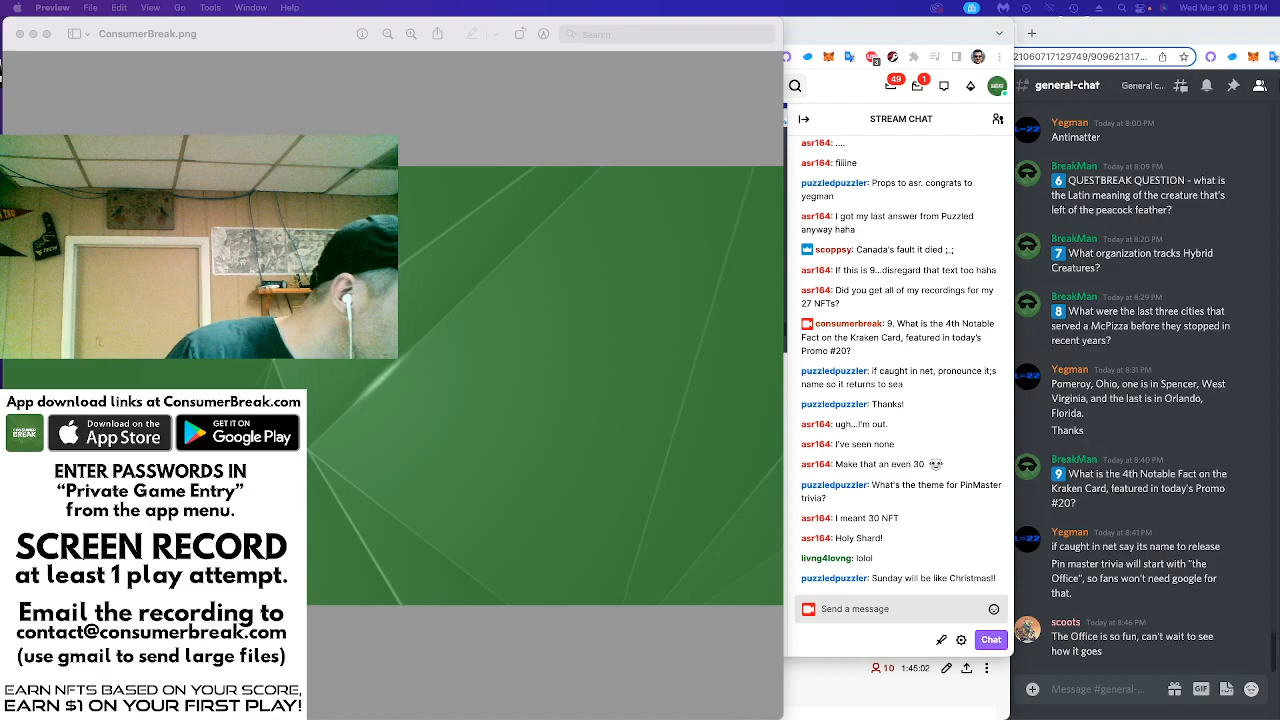 Preview File Edit View Go Tools Window Help
Wed Mar 30 8:51 PM
ConsumerBreak.png
Search
21060717129749/909621317...
49
1
STREAM CHAT
asr164: ....
asr164: fiiiine
puzzledpuzzler: Props to asr. congrats to
yegman
asr164: I got my last answer from Puzzled
anyway haha
scoppsy: Canada's fault it died ;_;
asr164: If this is 9...disregard that text too haha
asr164: Did you get all of my recordings for my
27 NFTs?
consumerbreak: 9. What is the 4th Notable
Fact on the Kraken Card, featured in today's
Promo #20?
puzzledpuzzler: if caught in net, pronounce it;s
name so it returns to sea
puzzledpuzzler: Thanks!
asr164: ugh...I'm out.
asr164: I've seen none
asr164: Make that an even 30
puzzledpuzzler: What's the theme for PinMaster
trivia?
asr164: I meant 30 NFT
asr164: Holy Shard!
livng4lovng: lolol
puzzledpuzzler: Sunday will be like Christmas!!
Send a message
Chat
10 1:45:02
general-chat General c...
Yegman Today at 8:00 PM
Antimatter
BreakMan Today at 8:09 PM
6 QUESTBREAK QUESTION - what is
the Latin meaning of the creature that's
left of the peacock feather?
BreakMan Today at 8:20 PM
7 What organization tracks Hybrid
Creatures?
BreakMan Today at 8:29 PM
8 What were the last three cities that
served a McPizza before they stopped in
recent years?
Yegman Today at 8:31 PM
Pomeroy, Ohio, one is in Spencer, West
Virginia, and the last is in Orlando,
Florida.
Thanks
BreakMan Today at 8:40 PM
9 What is the 4th Notable Fact on the
Kraken Card, featured in today's Promo
#20?
Yegman Today at 8:41 PM
if caught in net say its name to release
Pin master trivia will start with "the
Office", so fans won't want to forget
that.
scoots Today at 8:46 PM
The Office is so fun, can't wait to see
how it goes
Message #general-...
GIF
App download links at ConsumerBreak.com
CONSUMER
BREAK
Download on the
App Store
GET IT ON
Google Play
ENTER PASSWORDS IN
“Private Game Entry”
from the app menu.
SCREEN RECORD
at least 1 play attempt.
Email the recording to
contact@consumerbreak.com
(use gmail to send large files)
EARN NFTS BASED ON YOUR SCORE,
EARN $1 ON YOUR FIRST PLAY!